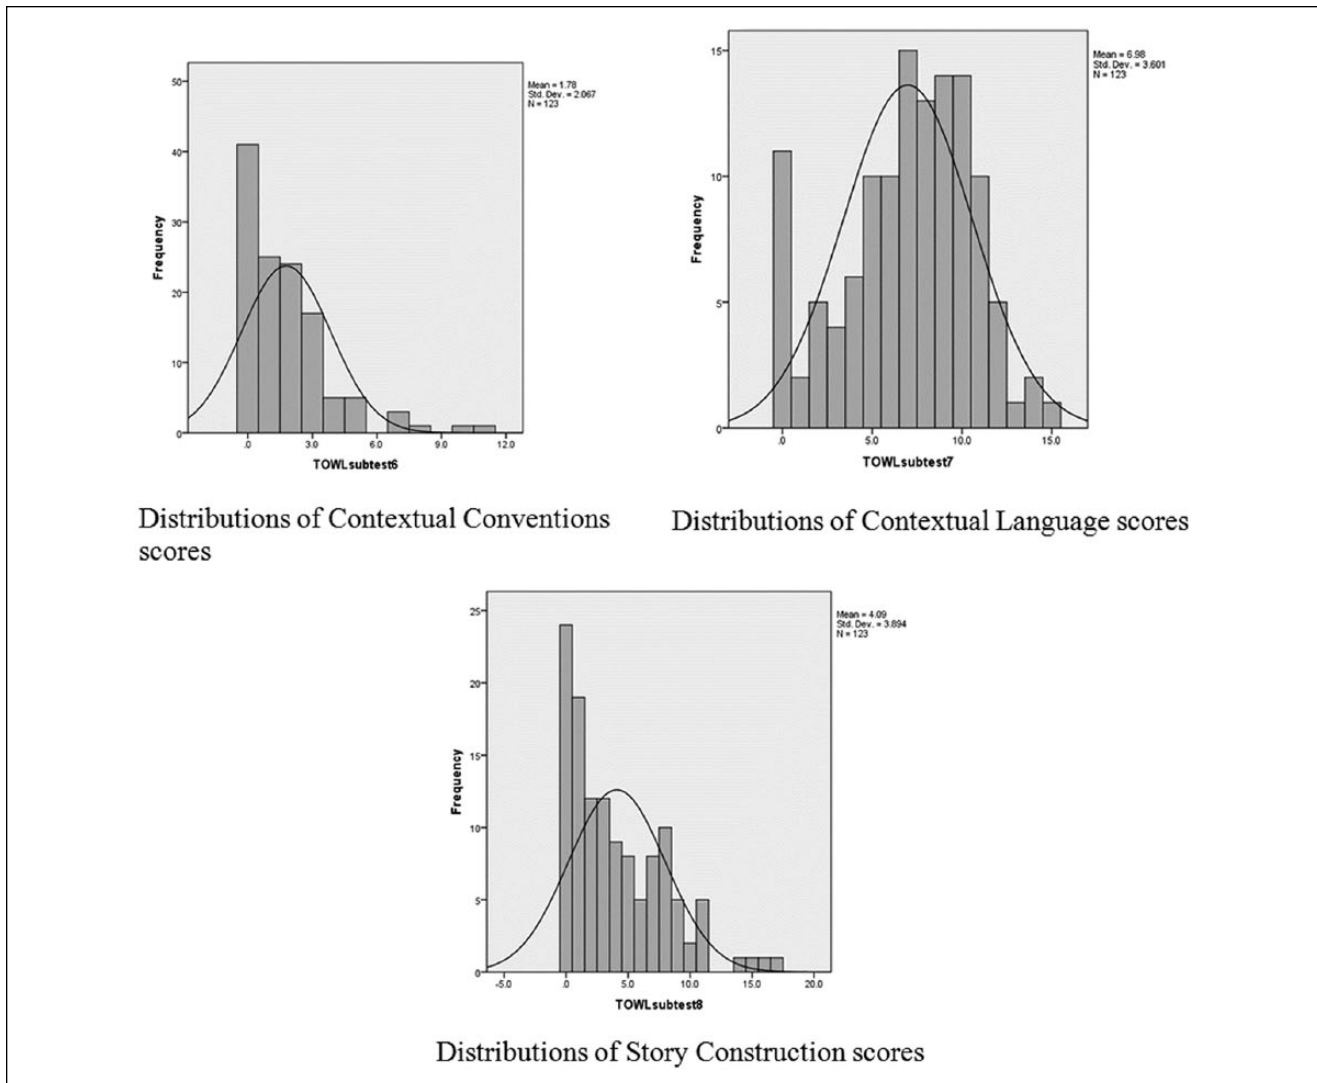 Mean = 1.78
Std. Dev. = 2.067
N = 123
50
40
30
20
10
0
Frequency
.0 3.0 6.0 9.0 12.0
TOWLsubtest6
Distributions of Contextual Conventions
scores
Mean = 6.98
Std. Dev. = 3.601
N = 123
15
10
5
0
Frequency
.0 5.0 10.0 15.0
TOWLsubtest7
Distributions of Contextual Language scores
Mean = 4.09
Std. Dev. = 3.894
N = 123
25
20
15
10
5
0
Frequency
-5.0 .0 5.0 10.0 15.0 20.0
TOWLsubtest8
Distributions of Story Construction scores